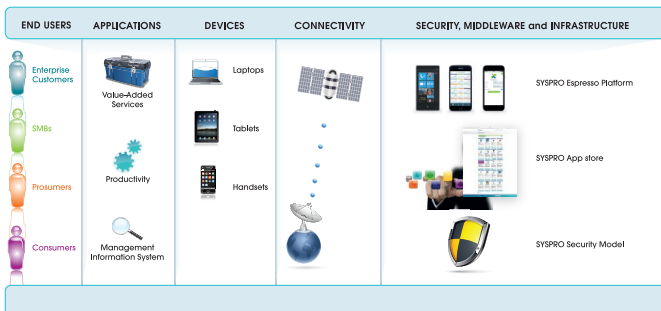 END USERS
APPLICATIONS
DEVICES
CONNECTIVITY
SECURITY, MIDDLEWARE and INFRASTRUCTURE
Enterprise
Customers
SMBs
Prosumers
Consumers
Value-Added
Services
Productivity
Management
Information System
Laptops
Tablets
Handsets
SYSPRO Espresso Platform
SYSPRO App store
SYSPRO Security Model